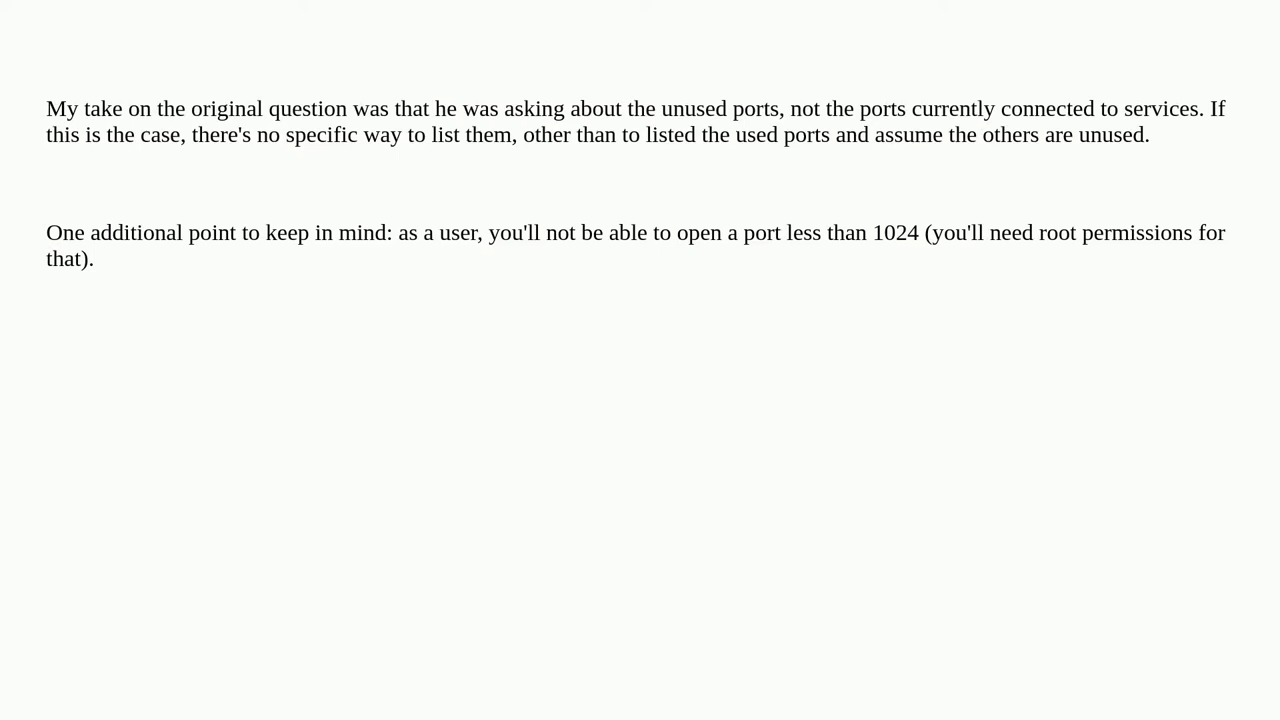 My take on the original question was that he was asking about the unused ports, not the ports currently connected to services. If
this is the case, there's no specific way to list them, other than to listed the used ports and assume the others are unused.
One additional point to keep in mind: as a user, you'll not be able to open a port less than 1024 (you'll need root permissions for
that).